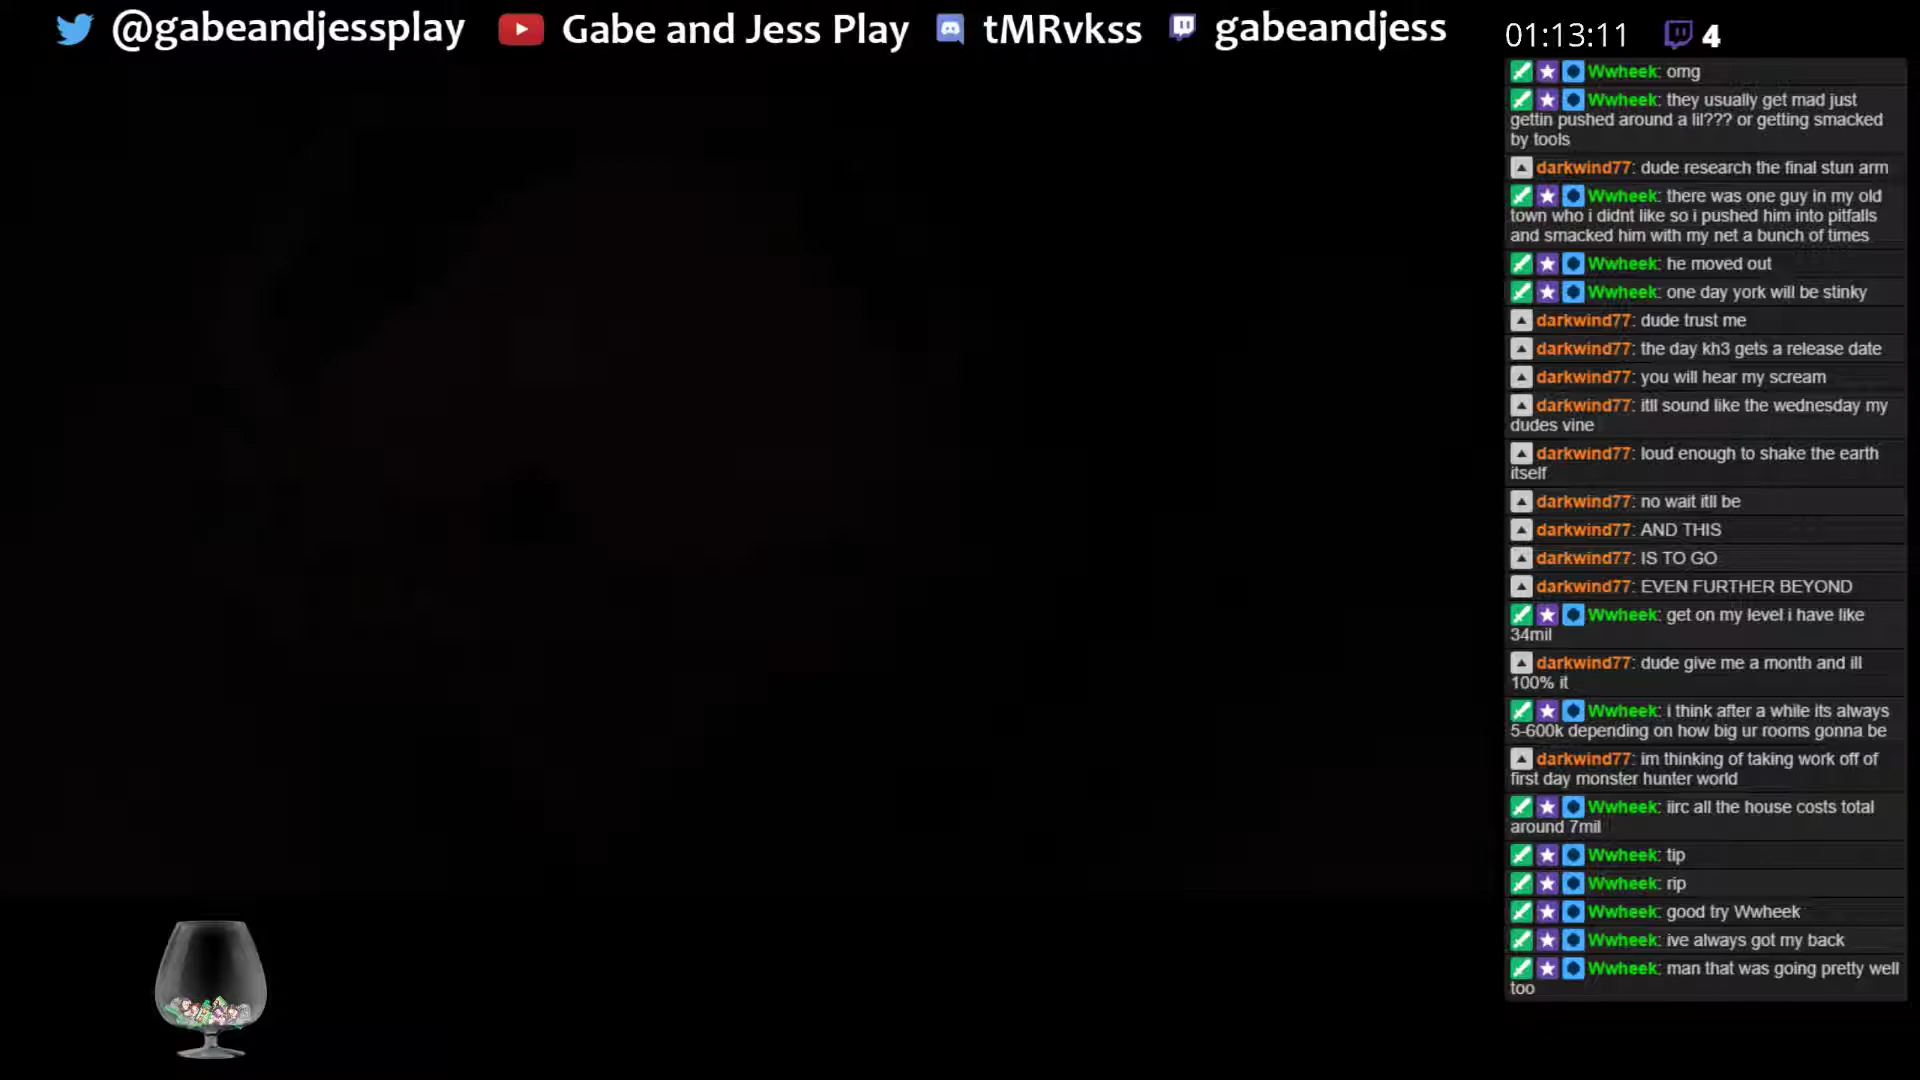 @gabeandjessplay Gabe and Jess Play tMRvkss gabeandjess
01:13:11 4
Wwheek: omg
Wwheek: they usually get mad just
gettin pushed around a lil??? or getting smacked
by tools
darkwind77: dude research the final stun arm
Wwheek: there was one guy in my old
town who i didnt like so i pushed him into pitfalls
and smacked him with my net a bunch of times
Wwheek: he moved out
Wwheek: one day york will be stinky
darkwind77: dude trust me
darkwind77: the day kh3 gets a release date
darkwind77: you will hear my scream
darkwind77: itll sound like the wednesday my
dudes vine
darkwind77: loud enough to shake the earth
itself
darkwind77: no wait itll be
darkwind77: AND THIS
darkwind77: IS TO GO
darkwind77: EVEN FURTHER BEYOND
Wwheek: get on my level i have like
34mil
darkwind77: dude give me a month and ill
100% it
Wwheek: i think after a while its always
5-600k depending on how big ur rooms gonna be
darkwind77: im thinking of taking work off of
first day monster hunter world
Wwheek: iirc all the house costs total
around 7mil
Wwheek: tip
Wwheek: rip
Wwheek: good try Wwheek
Wwheek: ive always got my back
Wwheek: man that was going pretty well
too